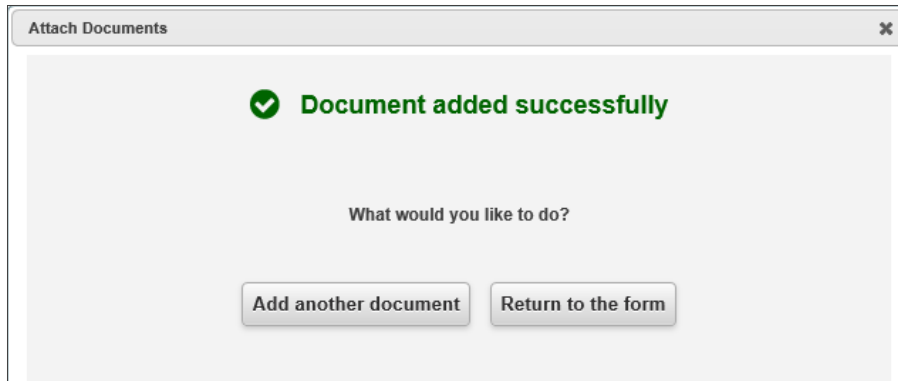 Attach Documents
Document added successfully
What would you like to do?
Add another document
Return to the form